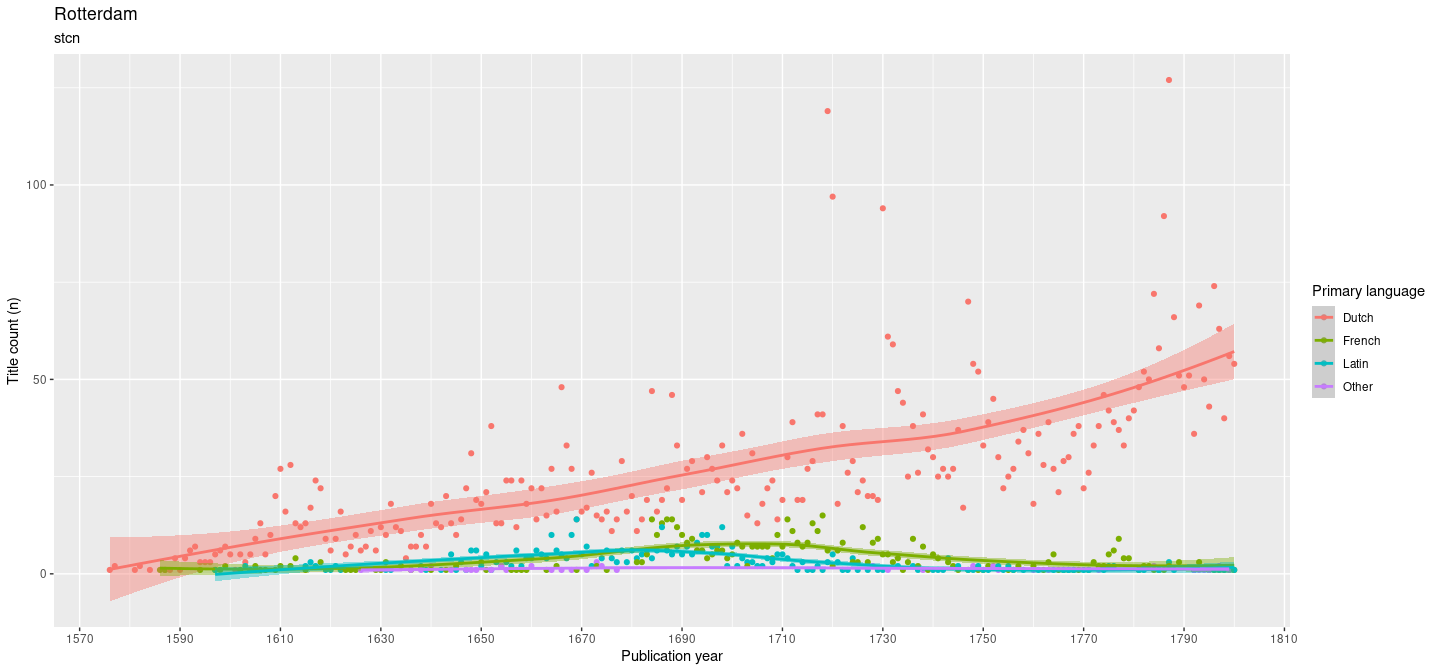 Rotterdam
stcn
Title count (n)
100
50
0
1570 1590 1610 1630 1650 1670 1690 1710 1730 1750 1770 1790 1810
Publication year
Primary language
Dutch
French
Latin
Other